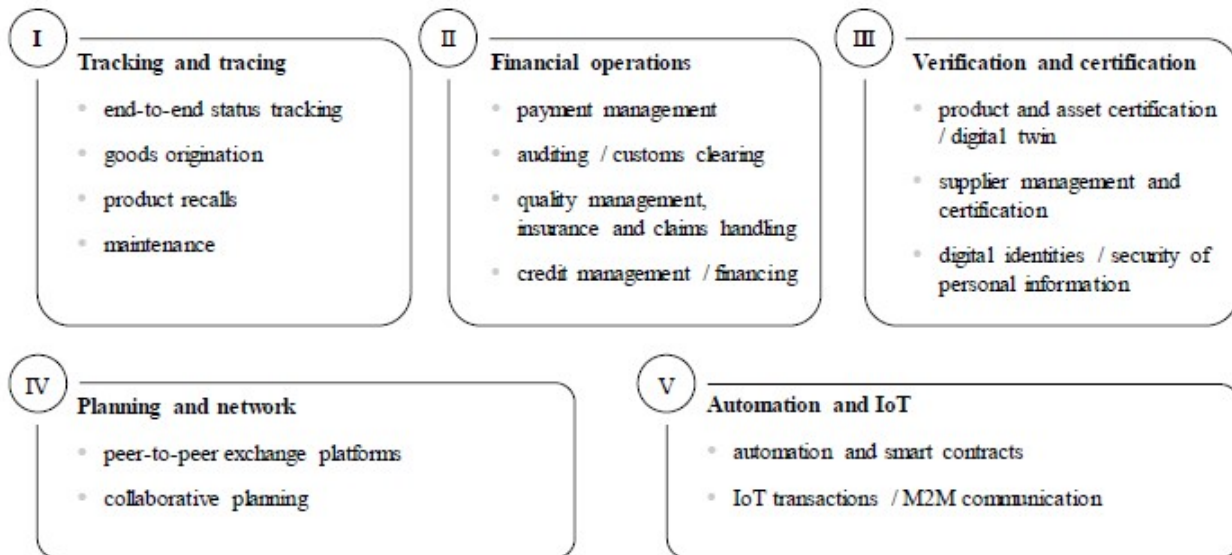 I
Tracking and tracing
end-to-end status tracking
goods origination
product recalls
maintenance
II
Financial operations
payment management
auditing / customs clearing
quality management,
insurance and claims handling
credit management / financing
III
Verification and certification
product and asset certification
/ digital twin
supplier management and
certification
digital identities / security of
personal information
IV
Planning and network
peer-to-peer exchange platforms
collaborative planning
V
Automation and IoT
automation and smart contracts
IoT transactions / M2M communication